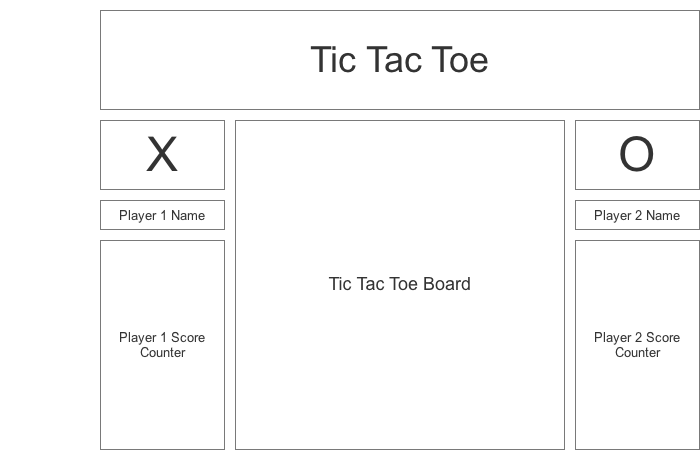 Tic Tac Toe
X
O
Player 1 Name
Player 2 Name
Tic Tac Toe Board
Player 1 Score
Counter
Player 2 Score
Counter